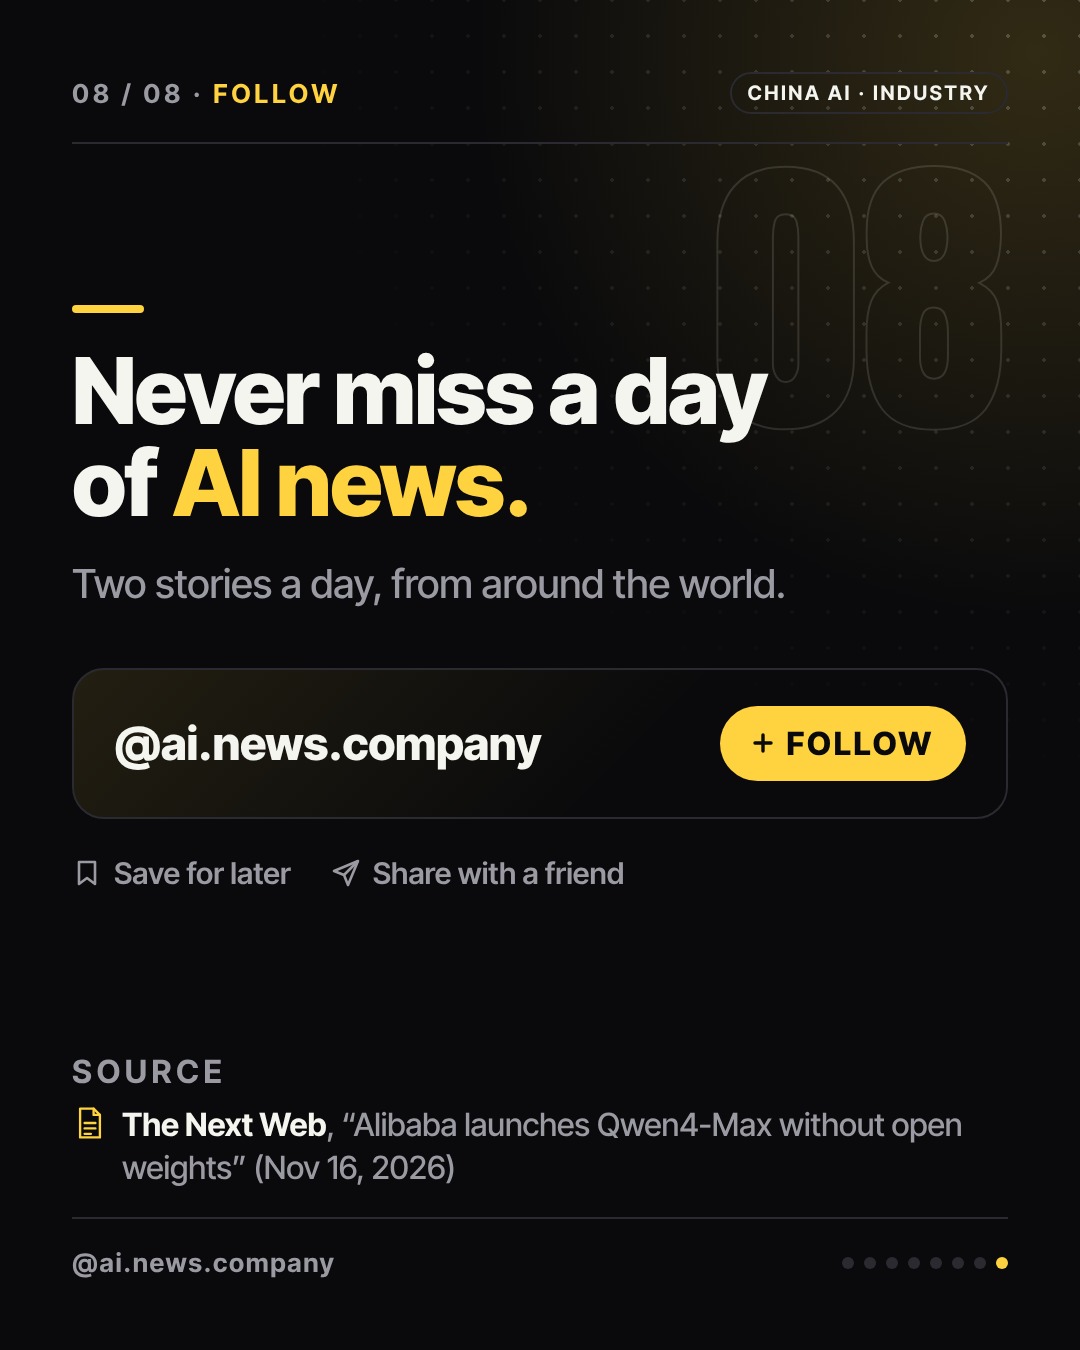 08 / 08 · FOLLOW
CHINA AI · INDUSTRY
08
Never miss a day
of AI news.
Two stories a day, from around the world.
@ai.news.company
+ FOLLOW
Save for later
Share with a friend
SOURCE
The Next Web, “Alibaba launches Qwen4-Max without open
weights” (Nov 16, 2026)
@ai.news.company